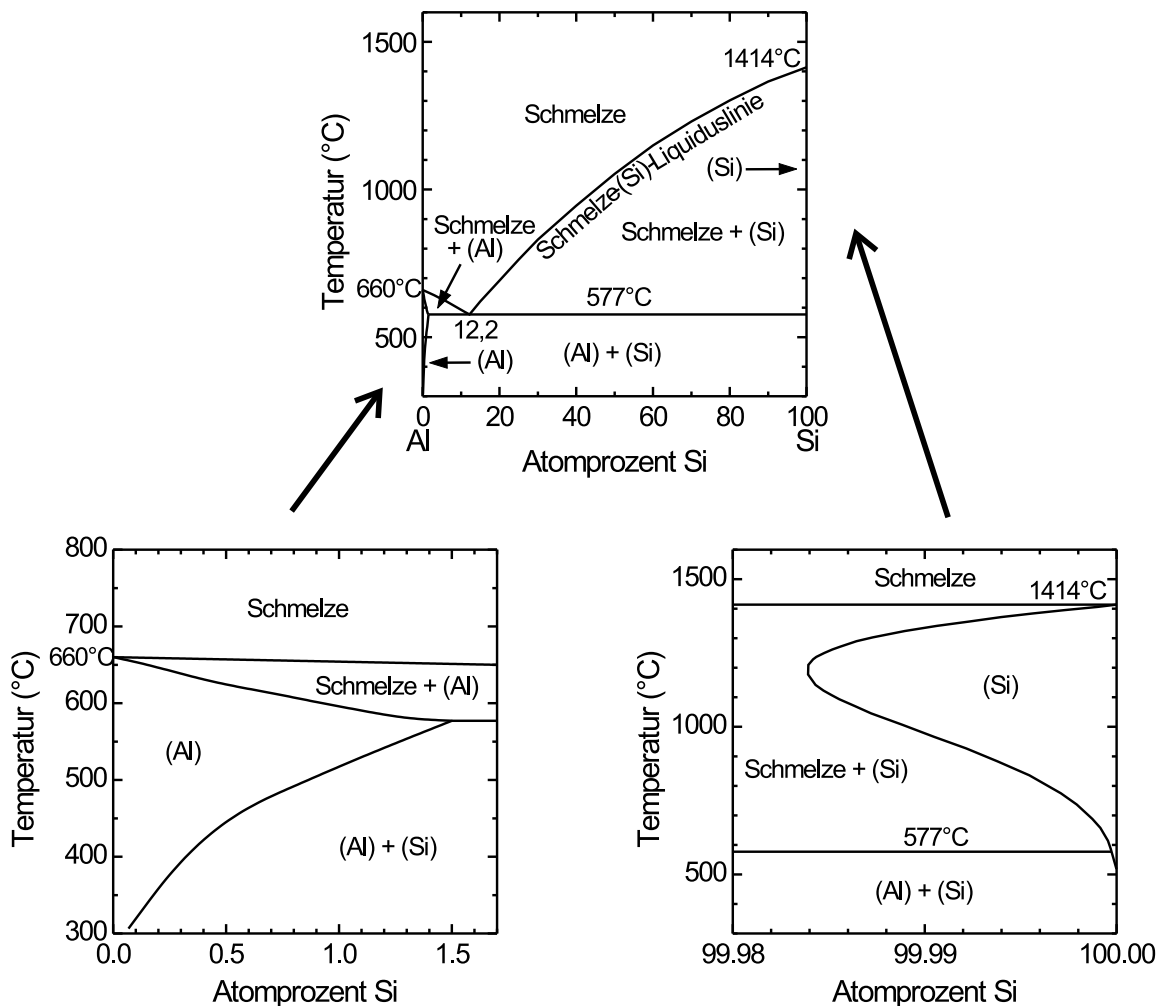 1500
1414°C
Schmelze
Schmelze-(Si)-Liquiduslinie
(Si)
1000
Schmelze
+ (Al)
Schmelze + (Si)
660°C
577°C
500
12,2
(Al)
(Al) + (Si)
Temperatur (°C)
0 20 40 60 80 100
Al Si
Atomprozent Si
800
Schmelze
700
660°C
Schmelze + (Al)
600
(Al)
500
(Al) + (Si)
400
300
Temperatur (°C)
0.0 0.5 1.0 1.5
Atomprozent Si
Schmelze
1500
1414°C
(Si)
1000
Schmelze + (Si)
577°C
500
(Al) + (Si)
Temperatur (°C)
99.98 99.99 100.00
Atomprozent Si